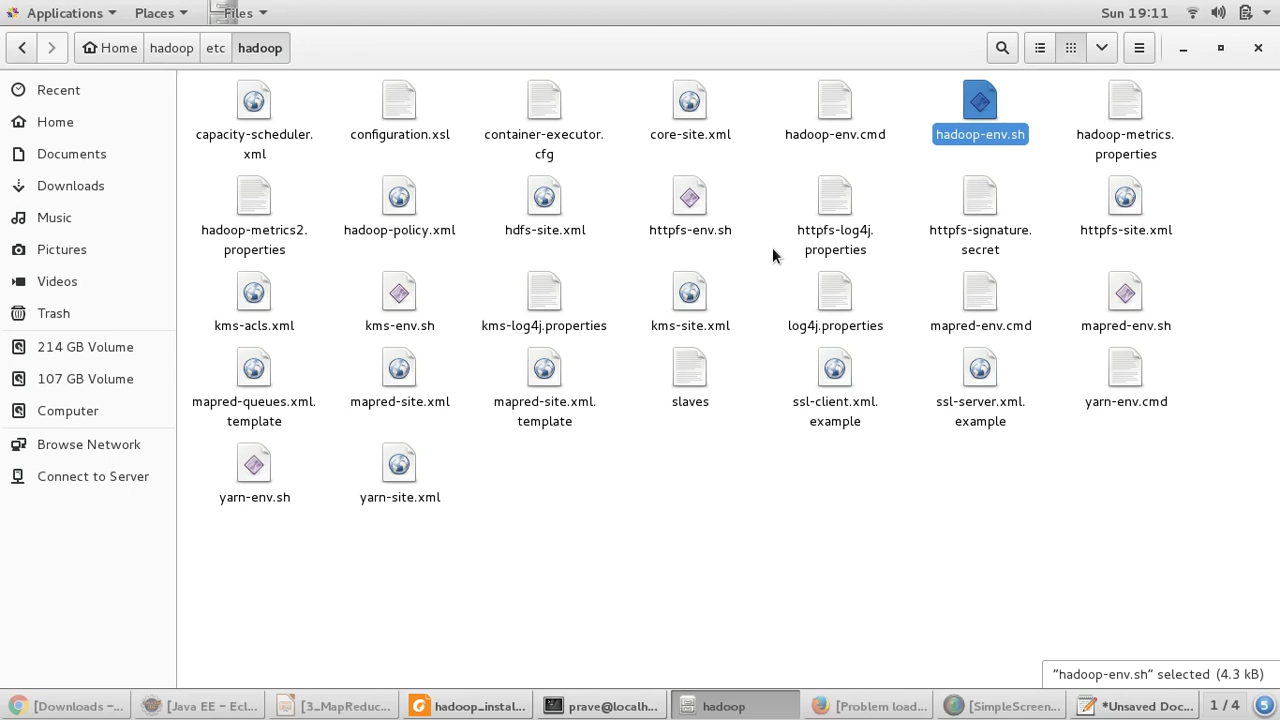 Applications Places Files Sun 19:11
Home hadoop etc hadoop
Recent
Home
Documents
Downloads
Music
Pictures
Videos
Trash
214 GB Volume
107 GB Volume
Computer
Browse Network
Connect to Server
capacity-scheduler.
xml
configuration.xsl
container-executor.
cfg
core-site.xml
hadoop-env.cmd
hadoop-env.sh
hadoop-metrics.
properties
hadoop-metrics2.
properties
hadoop-policy.xml
hdfs-site.xml
httpfs-env.sh
httpfs-log4j.
properties
httpfs-signature.
secret
httpfs-site.xml
kms-acls.xml
kms-env.sh
kms-log4j.properties
kms-site.xml
log4j.properties
mapred-env.cmd
mapred-env.sh
mapred-queues.xml.
template
mapred-site.xml
mapred-site.xml.
template
slaves
ssl-client.xml.
example
ssl-server.xml.
example
yarn-env.cmd
yarn-env.sh
yarn-site.xml
"hadoop-env.sh" selected (4.3 kB)
[Downloads –... [Java EE – Ecl... [3_MapReduc... hadoop_instal... prave@localh... hadoop [Problem load... [SimpleScreen... *Unsaved Doc... 1 / 4 5